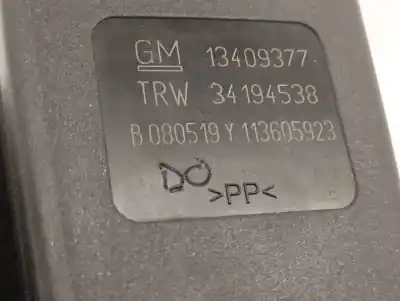 GM 13409377
TRW 34194538
B 080519 Y 113605923
>PP<